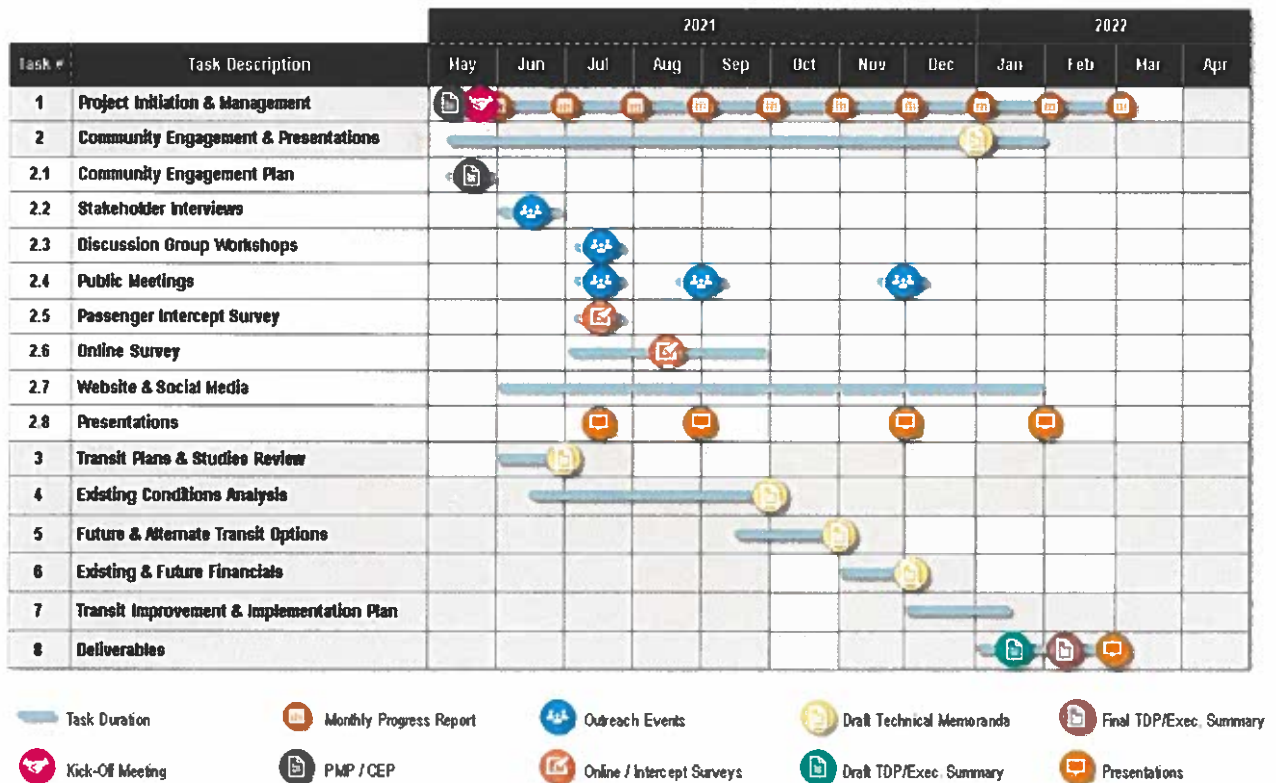 2021 2022
Task # Task Description May Jun Jul Aug Sep Oct Nov Dec Jan Feb Mar Apr
1 Project Initiation & Management
2 Community Engagement & Presentations
2.1 Community Engagement Plan
2.2 Stakeholder Interviews
2.3 Discussion Group Workshops
2.4 Public Meetings
2.5 Passenger Intercept Survey
2.6 Online Survey
2.7 Website & Social Media
2.8 Presentations
3 Transit Plans & Studies Review
4 Existing Conditions Analysis
5 Future & Alternate Transit Options
6 Existing & Future Financials
7 Transit Improvement & Implementation Plan
8 Deliverables
Task Duration Monthly Progress Report Outreach Events Draft Technical Memoranda Final TDP/Exec. Summary
Kick-Off Meeting PMP / CEP Online / Intercept Surveys Draft TDP/Exec. Summary Presentations